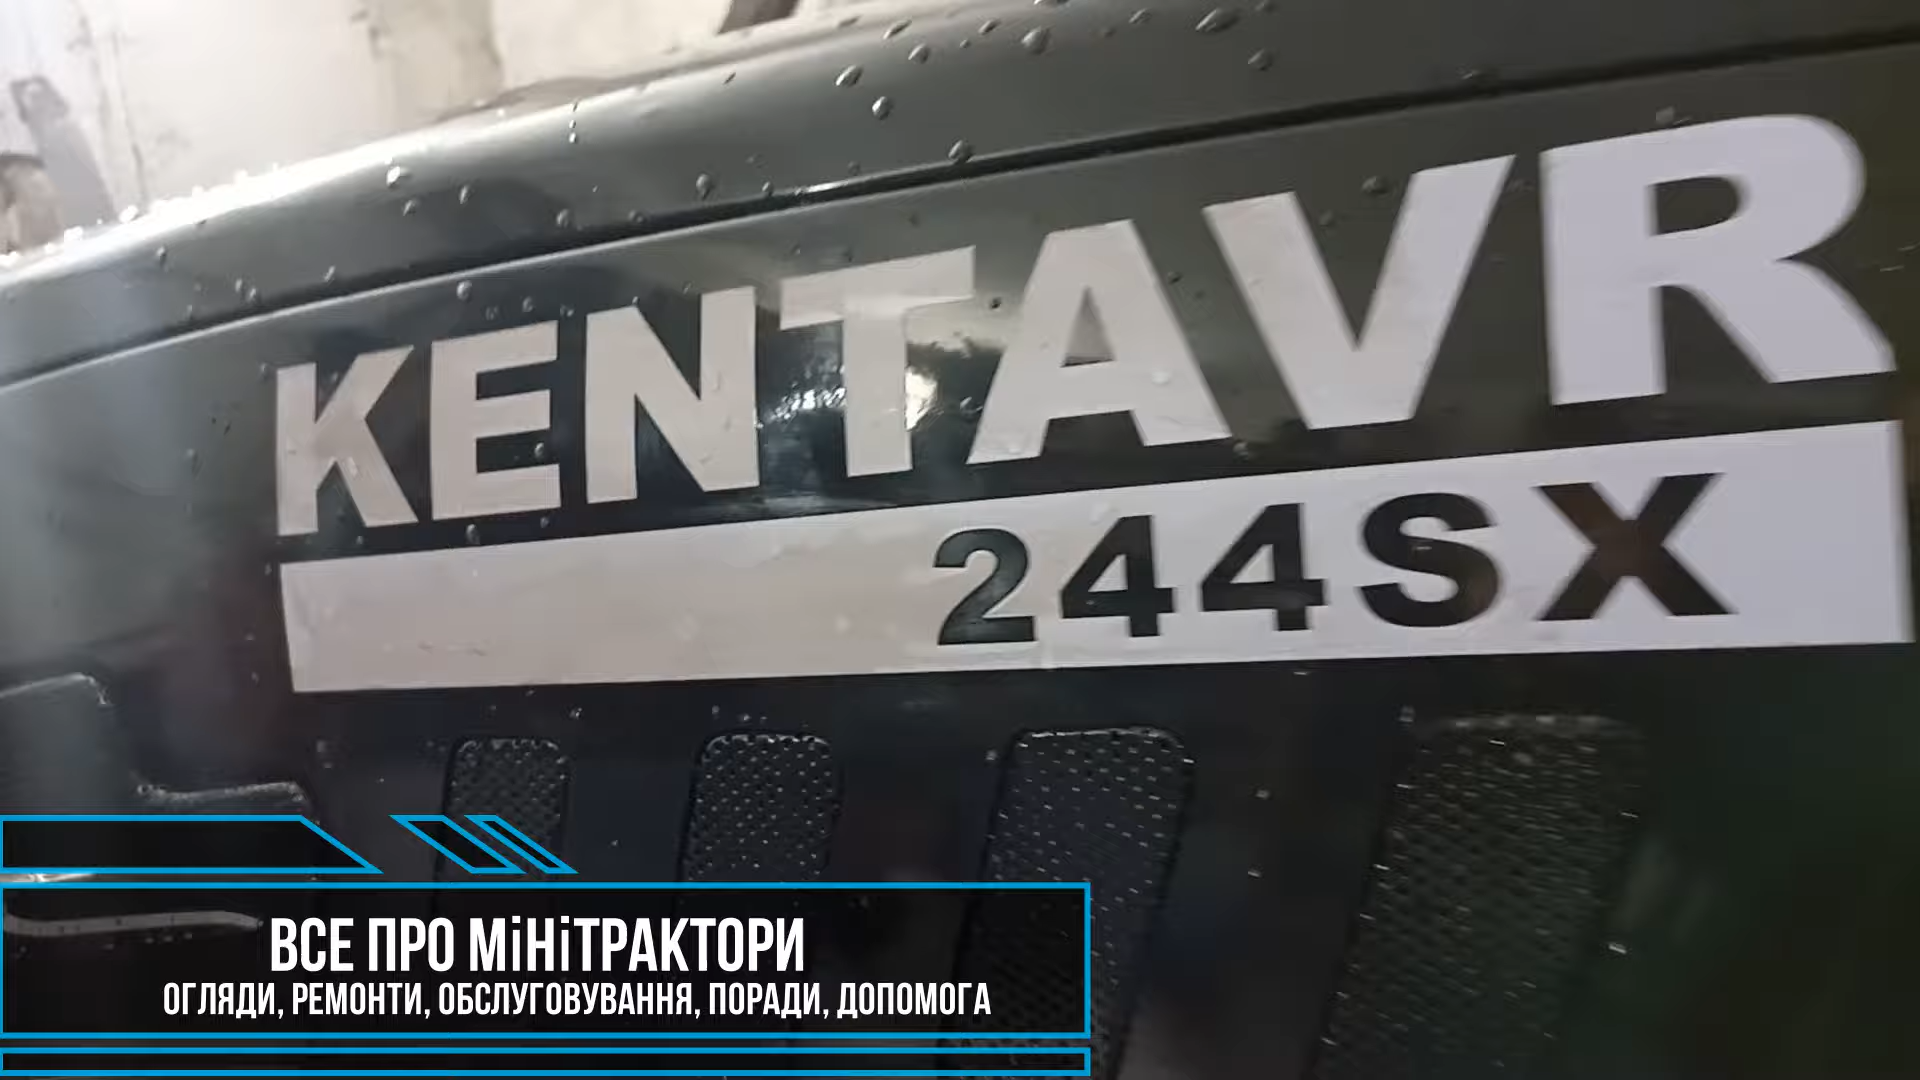 KENTAVR
244SX
ВСЕ ПРО МіНіТРАКТОРИ
ОГЛЯДИ, РЕМОНТИ, ОБСЛУГОВУВАННЯ, ПОРАДИ, ДОПОМОГА